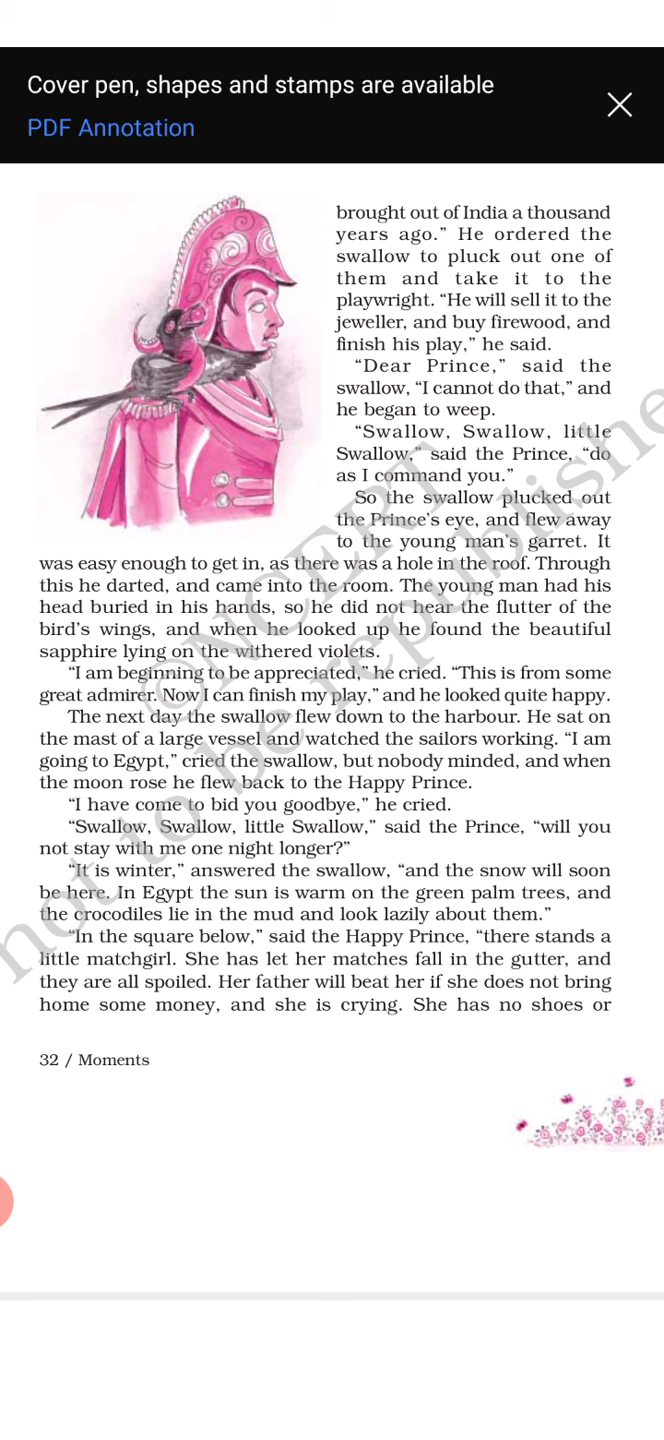 Cover pen, shapes and stamps are available
PDF Annotation
brought out of India a thousand
years ago.” He ordered the
swallow to pluck out one of
them and take it to the
playwright. “He will sell it to the
jeweller, and buy firewood, and
finish his play,” he said.
“Dear Prince,” said the
swallow, “I cannot do that,” and
he began to weep.
“Swallow, Swallow, little
Swallow,” said the Prince, “do
as I command you.”
So the swallow plucked out
the Prince’s eye, and flew away
to the young man’s garret. It
was easy enough to get in, as there was a hole in the roof. Through
this he darted, and came into the room. The young man had his
head buried in his hands, so he did not hear the flutter of the
bird’s wings, and when he looked up he found the beautiful
sapphire lying on the withered violets.
“I am beginning to be appreciated,” he cried. “This is from some
great admirer. Now I can finish my play,” and he looked quite happy.
The next day the swallow flew down to the harbour. He sat on
the mast of a large vessel and watched the sailors working. “I am
going to Egypt,” cried the swallow, but nobody minded, and when
the moon rose he flew back to the Happy Prince.
“I have come to bid you goodbye,” he cried.
“Swallow, Swallow, little Swallow,” said the Prince, “will you
not stay with me one night longer?”
“It is winter,” answered the swallow, “and the snow will soon
be here. In Egypt the sun is warm on the green palm trees, and
the crocodiles lie in the mud and look lazily about them.”
“In the square below,” said the Happy Prince, “there stands a
little matchgirl. She has let her matches fall in the gutter, and
they are all spoiled. Her father will beat her if she does not bring
home some money, and she is crying. She has no shoes or
32 / Moments
©NCERT
not to be republishe